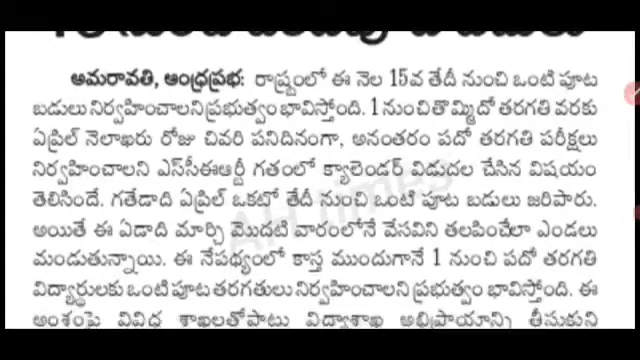 అమరావతి, ఆంధ్రప్రభ: రాష్ట్రంలో ఈ నెల 15వ తేదీ నుంచి ఒంటి పూట
బడులు నిర్వహించాలని ప్రభుత్వం భావిస్తోంది. 1 నుంచి తొమ్మిదో తరగతి వరకు
ఏప్రిల్ నెలాఖరు రోజు చివరి పనిదినంగా, అనంతరం పదో తరగతి పరీక్షలు
నిర్వహించాలని ఎస్‌సీఈఆర్టీ గతంలో క్యాలెండర్ విడుదల చేసిన విషయం
తెలిసిందే. గతేడాది ఏప్రిల్ ఒకటో తేదీ నుంచి ఒంటి పూట బడులు జరిపారు.
అయితే ఈ ఏడాది మార్చి మొదటి వారంలోనే వేసవిని తలపించేలా ఎండలు
మండుతున్నాయి. ఈ నేపథ్యంలో కాస్త ముందుగానే 1 నుంచి పదో తరగతి
విద్యార్థులకు ఒంటి పూట తరగతులు నిర్వహించాలని ప్రభుత్వం భావిస్తోంది. ఈ
అంశంపై వివిధ శాఖలతోపాటు విద్యాశాఖ అభిప్రాయాన్ని తీసుకుని